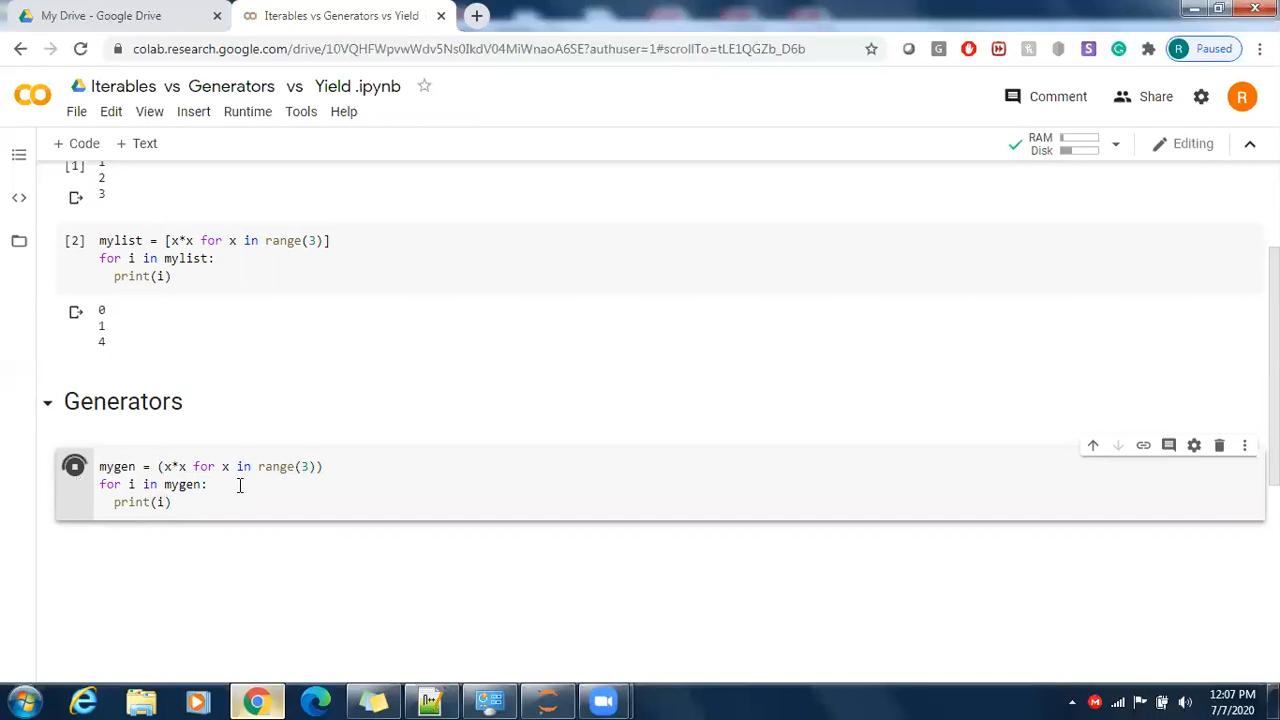 My Drive - Google Drive
Iterables vs Generators vs Yield
colab.research.google.com/drive/10VQHFWpvwWdv5Ns0IkaV04MiWnaoA6SE?authuser=1#scrollTo=tLE1QGZb_D6b
Paused
Iterables vs Generators vs Yield .ipynb
Comment
Share
R
File Edit View Insert Runtime Tools Help
+ Code + Text
RAM
Disk
Editing
[1]
2
3
[2] mylist = [x*x for x in range(3)]
for i in mylist:
print(i)
0
1
4
Generators
mygen = (x*x for x in range(3))
for i in mygen:
print(i)
12:07 PM
7/7/2020